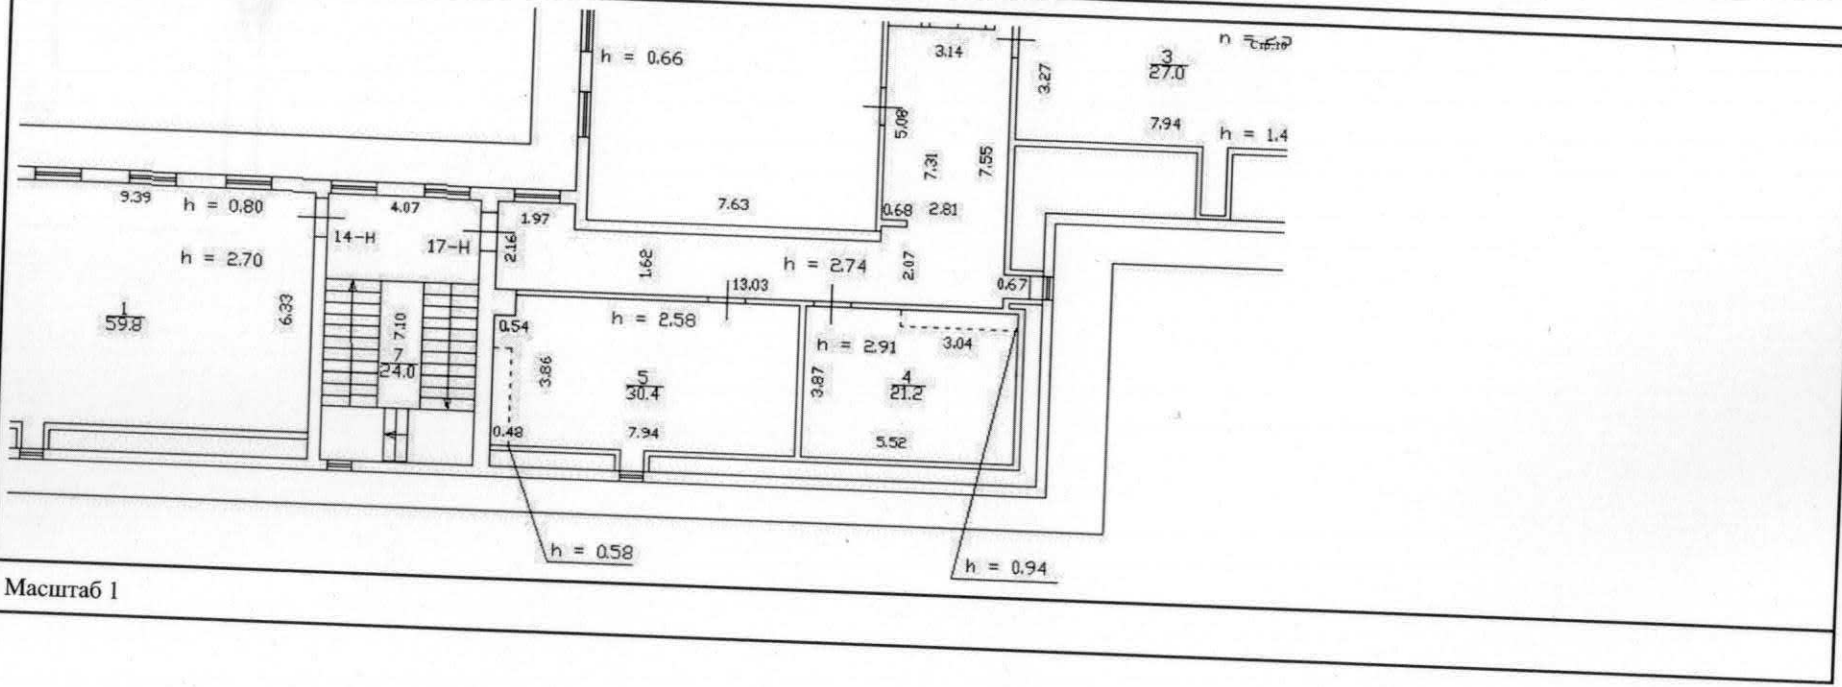 h = 0.66
3.14
Стр.10
3
27.0
3.27
7.94
h = 1.4
5.08
7.31
7.55
9.39
h = 0.80
4.07
1.97
7.63
0.68
2.81
14-Н
17-Н
2.16
h = 2.70
1.62
h = 2.74
2.07
13.03
0.67
1
59.8
6.33
7.10
7
24.0
0.54
h = 2.58
h = 2.91
3.04
3.86
5
30.4
3.87
4
21.2
0.48
7.94
5.52
h = 0.58
h = 0.94
Масштаб 1